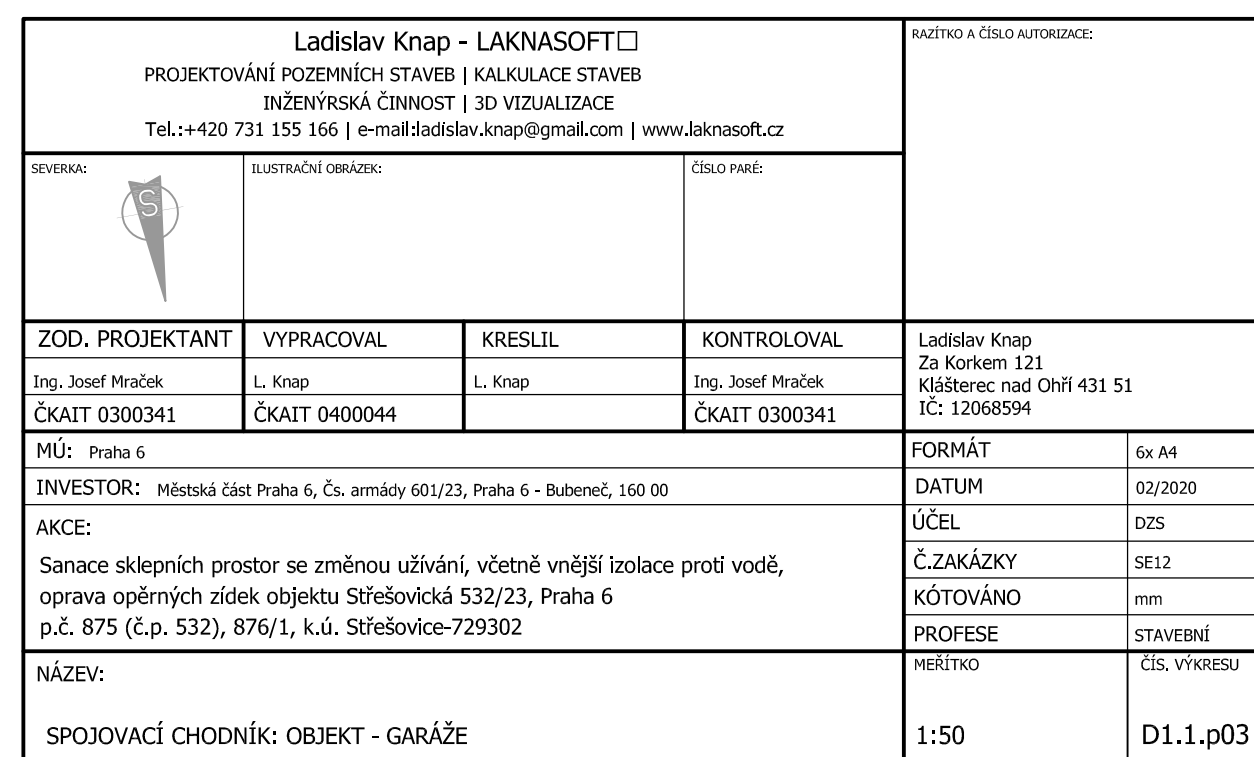 Ladislav Knap - LAKNASOFT□
PROJEKTOVÁNÍ POZEMNÍCH STAVEB | KALKULACE STAVEB
INŽENÝRSKÁ ČINNOST | 3D VIZUALIZACE
Tel.:+420 731 155 166 | e-mail:ladislav.knap@gmail.com | www.laknasoft.cz
RAZÍTKO A ČÍSLO AUTORIZACE:
SEVERKA:
S
ILUSTRAČNÍ OBRÁZEK:
ČÍSLO PARÉ:
ZOD. PROJEKTANT
VYPRACOVAL
KRESLIL
KONTROLOVAL
Ing. Josef Mraček
L. Knap
L. Knap
Ing. Josef Mraček
ČKAIT 0300341
ČKAIT 0400044
ČKAIT 0300341
Ladislav Knap
Za Korkem 121
Klášterec nad Ohří 431 51
IČ: 12068594
MÚ: Praha 6
INVESTOR: Městská část Praha 6, Čs. armády 601/23, Praha 6 - Bubeneč, 160 00
AKCE:
Sanace sklepních prostor se změnou užívání, včetně vnější izolace proti vodě,
oprava opěrných zídek objektu Střešovická 532/23, Praha 6
p.č. 875 (č.p. 532), 876/1, k.ú. Střešovice-729302
FORMÁT 6x A4
DATUM 02/2020
ÚČEL DZS
Č.ZAKÁZKY SE12
KÓTOVÁNO mm
PROFESE STAVEBNÍ
NÁZEV:
SPOJOVACÍ CHODNÍK: OBJEKT - GARÁŽE
MEŘÍTKO
1:50
ČÍS. VÝKRESU
D1.1.p03